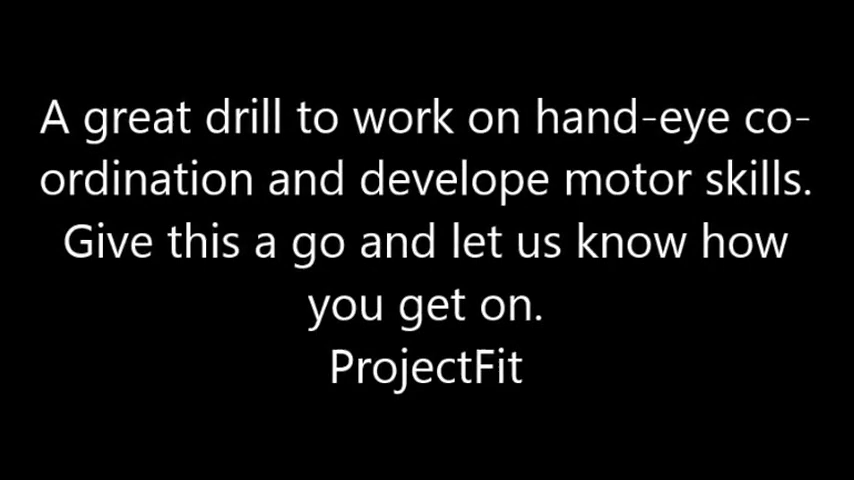 A great drill to work on hand-eye co-
ordination and develope motor skills.
Give this a go and let us know how
you get on.
ProjectFit